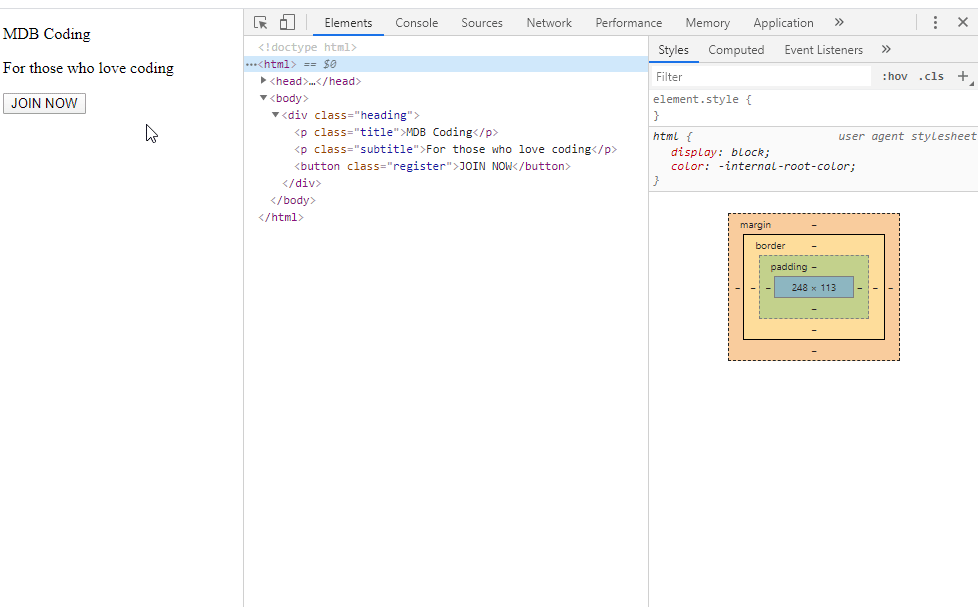 MDB Coding
For those who love coding
JOIN NOW
Elements Console Sources Network Performance Memory Application »
<!doctype html>
…<html> == $0
<head>…</head>
<body>
<div class="heading">
<p class="title">MDB Coding</p>
<p class="subtitle">For those who love coding</p>
<button class="register">JOIN NOW</button>
</div>
</body>
</html>
Styles Computed Event Listeners »
Filter :hov .cls +
element.style {
}
html { user agent stylesheet
display: block;
color: -internal-root-color;
}
margin –
border –
padding –
– – – 248 × 113 – – –
–
–
–